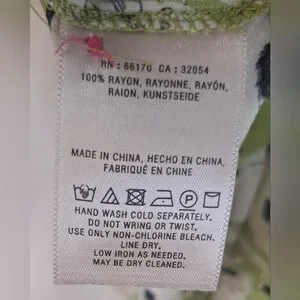 RN : 66170 CA : 32054
100% RAYON, RAYONNE, RAYÓN,
RAION, KUNSTSEIDE
MADE IN CHINA, HECHO EN CHINA,
FABRIQUÉ EN CHINE
HAND WASH COLD SEPARATELY.
DO NOT WRING OR TWIST.
USE ONLY NON-CHLORINE BLEACH.
LINE DRY.
LOW IRON AS NEEDED.
MAY BE DRY CLEANED.